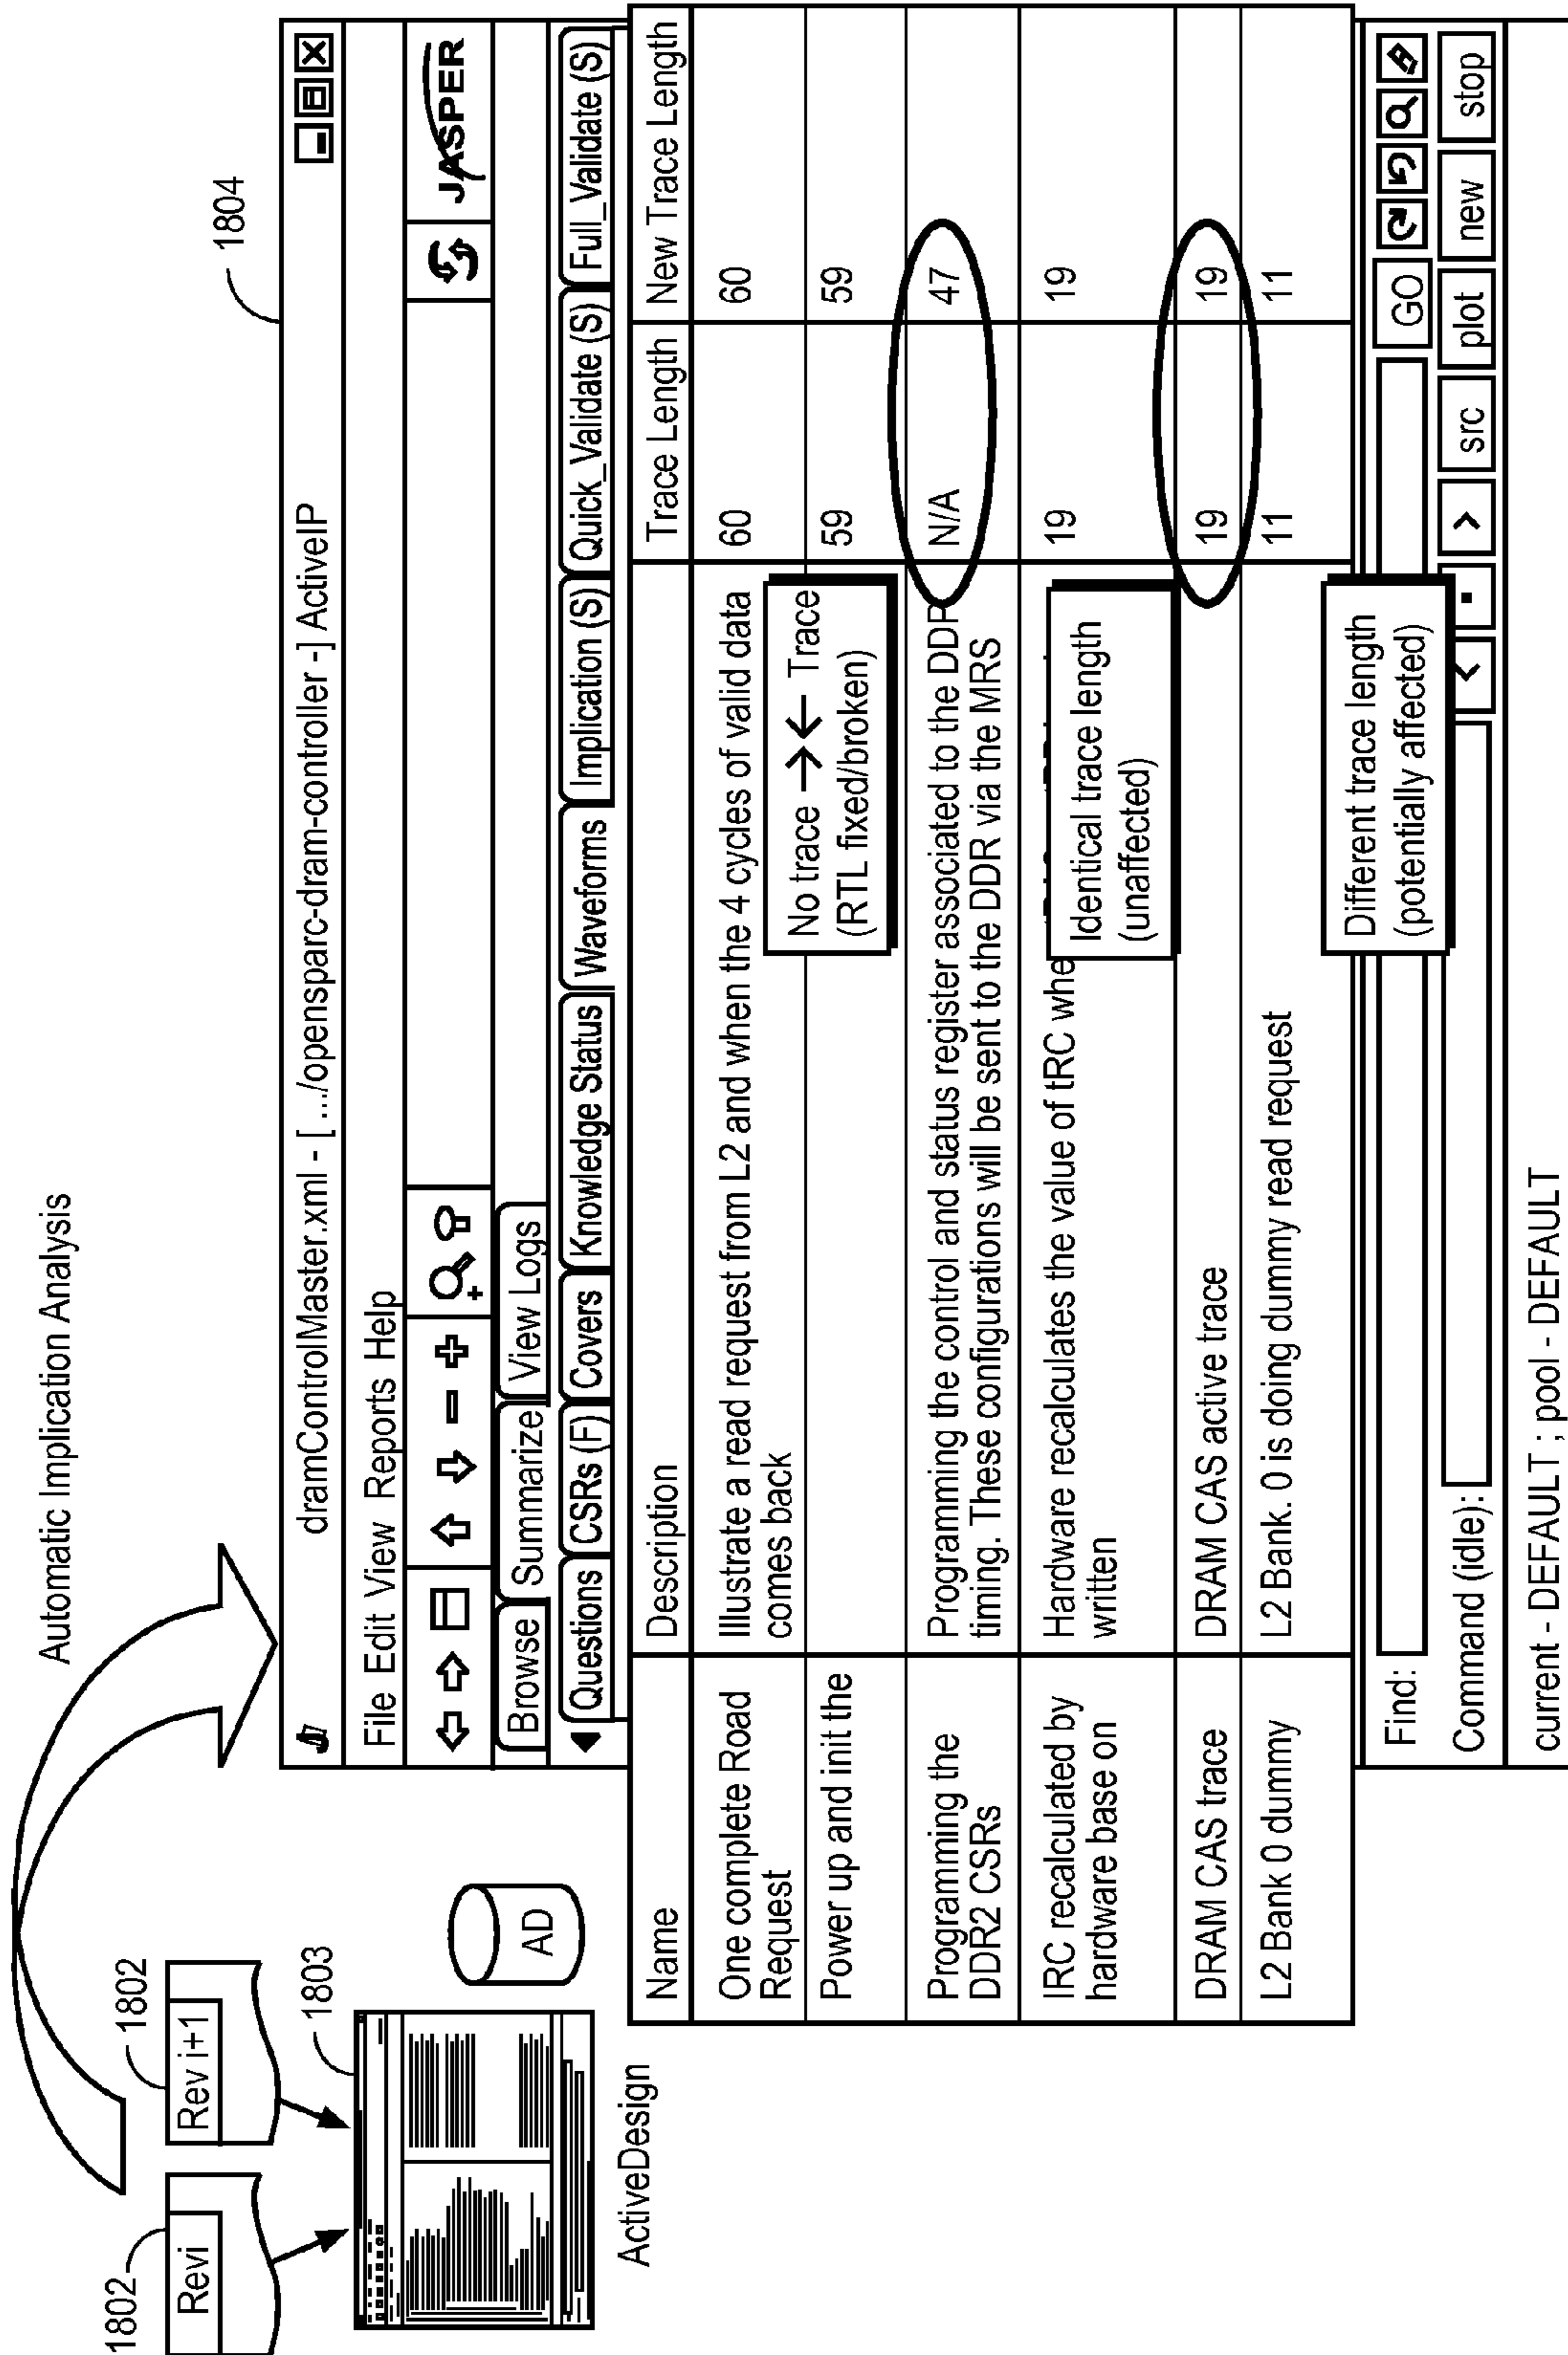 Automatic Implication Analysis
1802
Revi
1802
Rev i+1
1803
ActiveDesign
AD
1804
dramControlMaster.xml - [ .../opensparc-dram-controller -] ActiveIP
File Edit View Reports Help
JASPER
Browse Summarize View Logs
Questions CSRs (F) Covers Knowledge Status Waveforms Implication (S) Quick_Validate (S) Full_Validate (S)
Name Description Trace Length New Trace Length
One complete Road Illustrate a read request from L2 and when the 4 cycles of valid data 60 60
Request comes back
Power up and init the 59 59
No trace →← Trace
(RTL fixed/broken)
Programming the Programming the control and status register associated to the DDR N/A 47
DDR2 CSRs timing. These configurations will be sent to the DDR via the MRS
IRC recalculated by Hardware recalculates the value of tRC whe 19 19
hardware base on written
Identical trace length
(unaffected)
DRAM CAS trace DRAM CAS active trace 19 19
L2 Bank 0 dummy L2 Bank. 0 is doing dummy read request 11 11
Different trace length
(potentially affected)
Find: GO
Command (idle): < . > src plot new stop
current - DEFAULT ; pool - DEFAULT